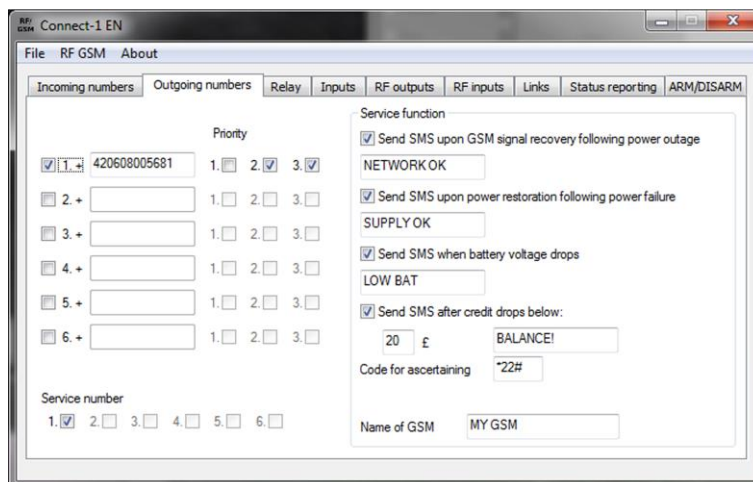 RF/
GSM Connect-1 EN
File RF GSM About
Incoming numbers Outgoing numbers Relay Inputs RF outputs RF inputs Links Status reporting ARM/DISARM
Priority
1. + 420608005681 1. 2. 3.
2. + 1. 2. 3.
3. + 1. 2. 3.
4. + 1. 2. 3.
5. + 1. 2. 3.
6. + 1. 2. 3.
Service number
1. 2. 3. 4. 5. 6.
Service function
Send SMS upon GSM signal recovery following power outage
NETWORK OK
Send SMS upon power restoration following power failure
SUPPLY OK
Send SMS when battery voltage drops
LOW BAT
Send SMS after credit drops below:
20 £ BALANCE!
Code for ascertaining *22#
Name of GSM MY GSM